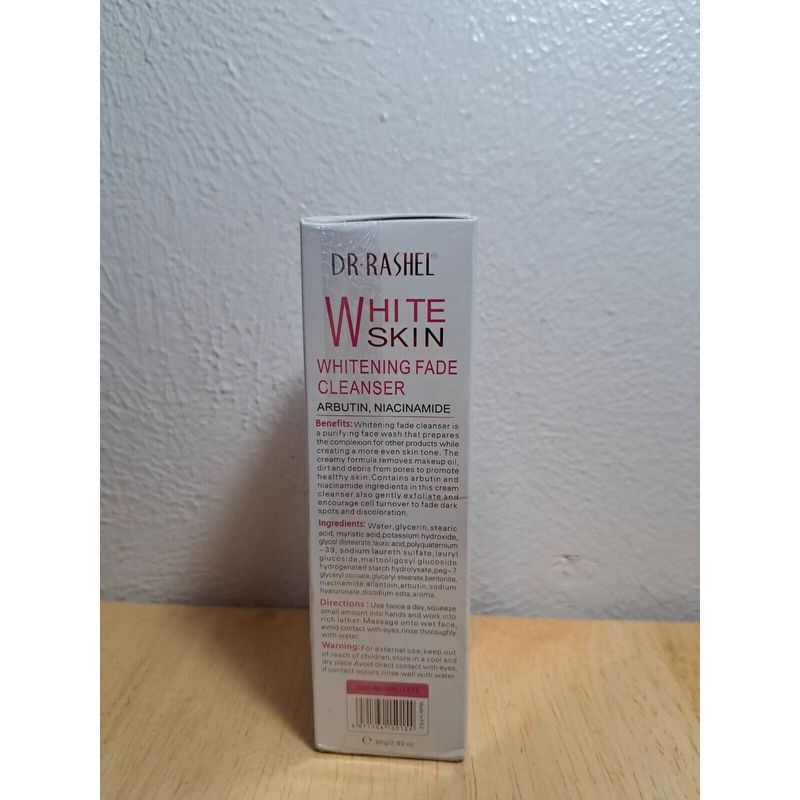 DR·RASHEL®
WHITE
SKIN
WHITENING FADE
CLEANSER
ARBUTIN, NIACINAMIDE
Benefits: Whitening fade cleanser is
a purifying face wash that prepares
the complexion for other products while
creating a more even skin tone. The
creamy formula removes makeup oil,
dirt and debris from pores to promote
healthy skin. Contains arbutin and
niacinamide ingredients in this cream
cleanser also gently exfoliate and
encourage cell turnover to fade dark
spots and discoloration.
Ingredients: Water, glycerin, stearic
acid, myristic acid, potassium hydroxide,
glycol distearate, lauric acid, polyquaternium
-39, sodium laureth sulfate, lauryl
glucoside, maltooligosyl glucoside
hydrogenated starch hydrolysate, peg-7
glyceryl cocoate, glyceryl stearate, bentonite,
niacinamide, allantoin, arbutin, sodium
hyaluronate, disodium edta, aroma.
Directions: Use twice a day, squeeze
small amount into hands and work into
rich lather. Massage onto wet face,
avoid contact with eyes, rinse thoroughly
with water.
Warning: For external use, keep out
of reach of children, store in a cool and
dry place. Avoid direct contact with eyes,
if contact occurs, rinse well with water.
Made in P.R.C
80g/2.82 oz